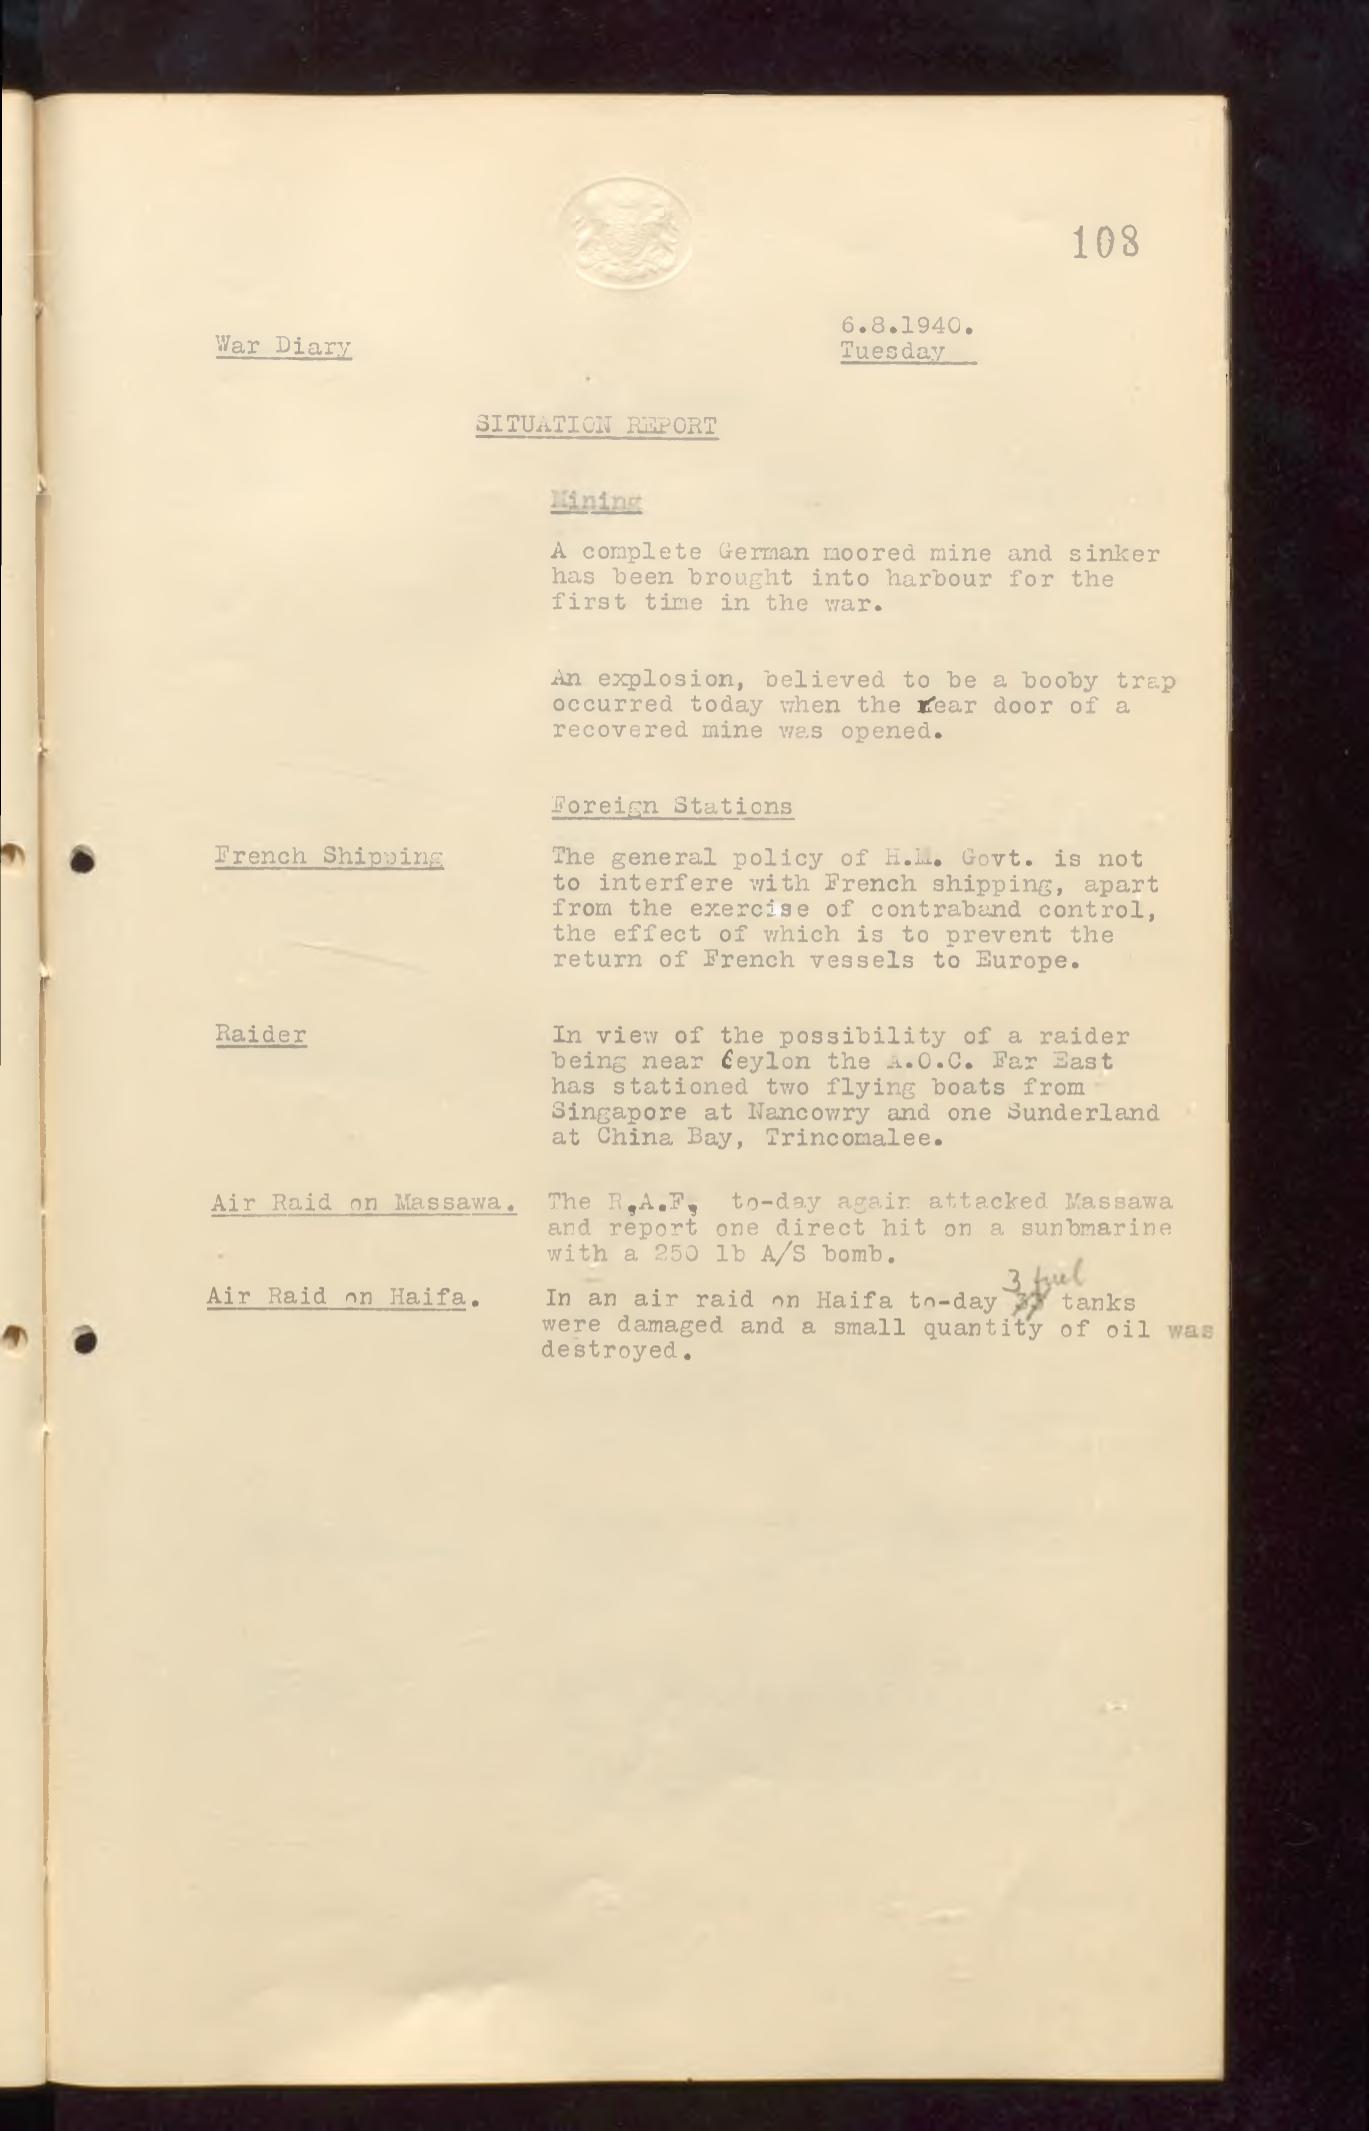 108
6.8.1940.
War Diary
Tuesday
SITUATION REPORT
Mining
A complete German moored mine and sinker
has been brought into harbour for the
first time in the war.
An explosion, believed to be a booby trap
occurred today when the rear door of a
recovered mine was opened.
Foreign Stations
French Shipping
The general policy of H.M. Govt. is not
to interfere with French shipping, apart
from the exercise of contraband control,
the effect of which is to prevent the
return of French vessels to Europe.
Raider
In view of the possibility of a raider
being near Ceylon the A.O.C. Far East
has stationed two flying boats from
Singapore at Nancowry and one Sunderland
at China Bay, Trincomalee.
Air Raid on Massawa.
The R,A.F, to-day again attacked Massawa
and report one direct hit on a sunbmarine
with a 250 lb A/S bomb.
Air Raid on Haifa.
3 fuel
In an air raid on Haifa to-day 33 tanks
were damaged and a small quantity of oil was
destroyed.